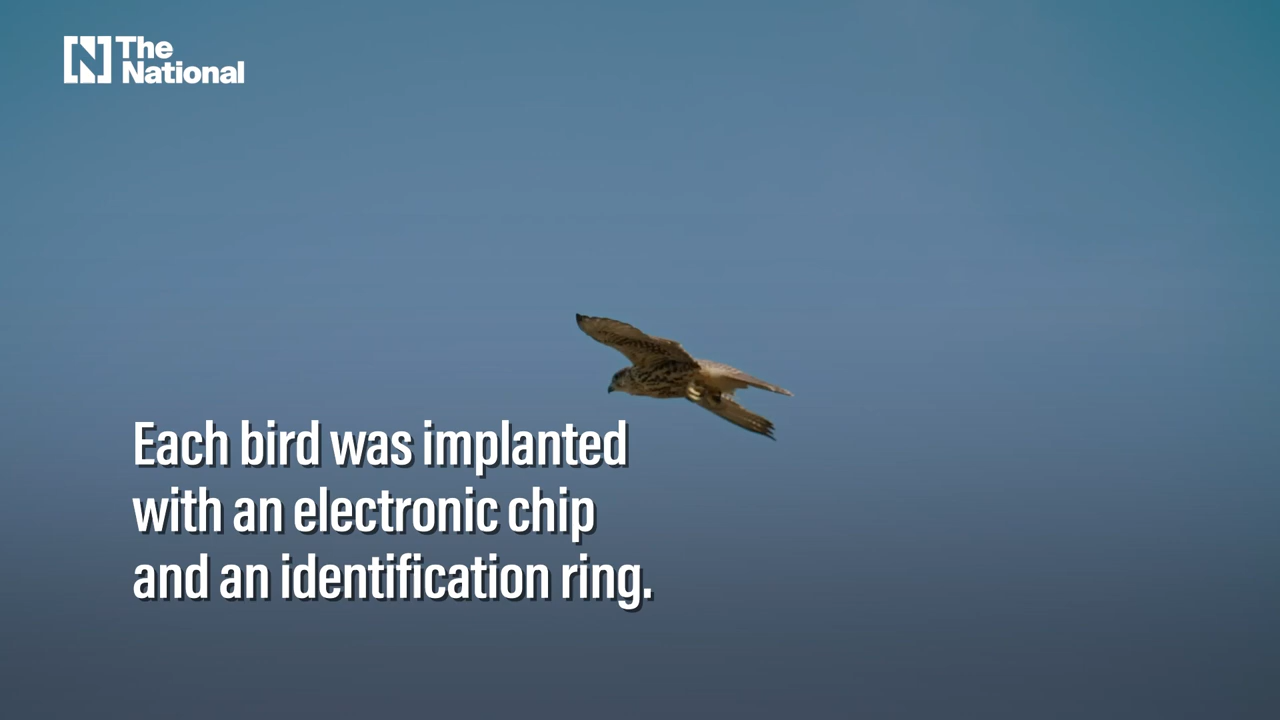 The
National
Each bird was implanted
with an electronic chip
and an identification ring.